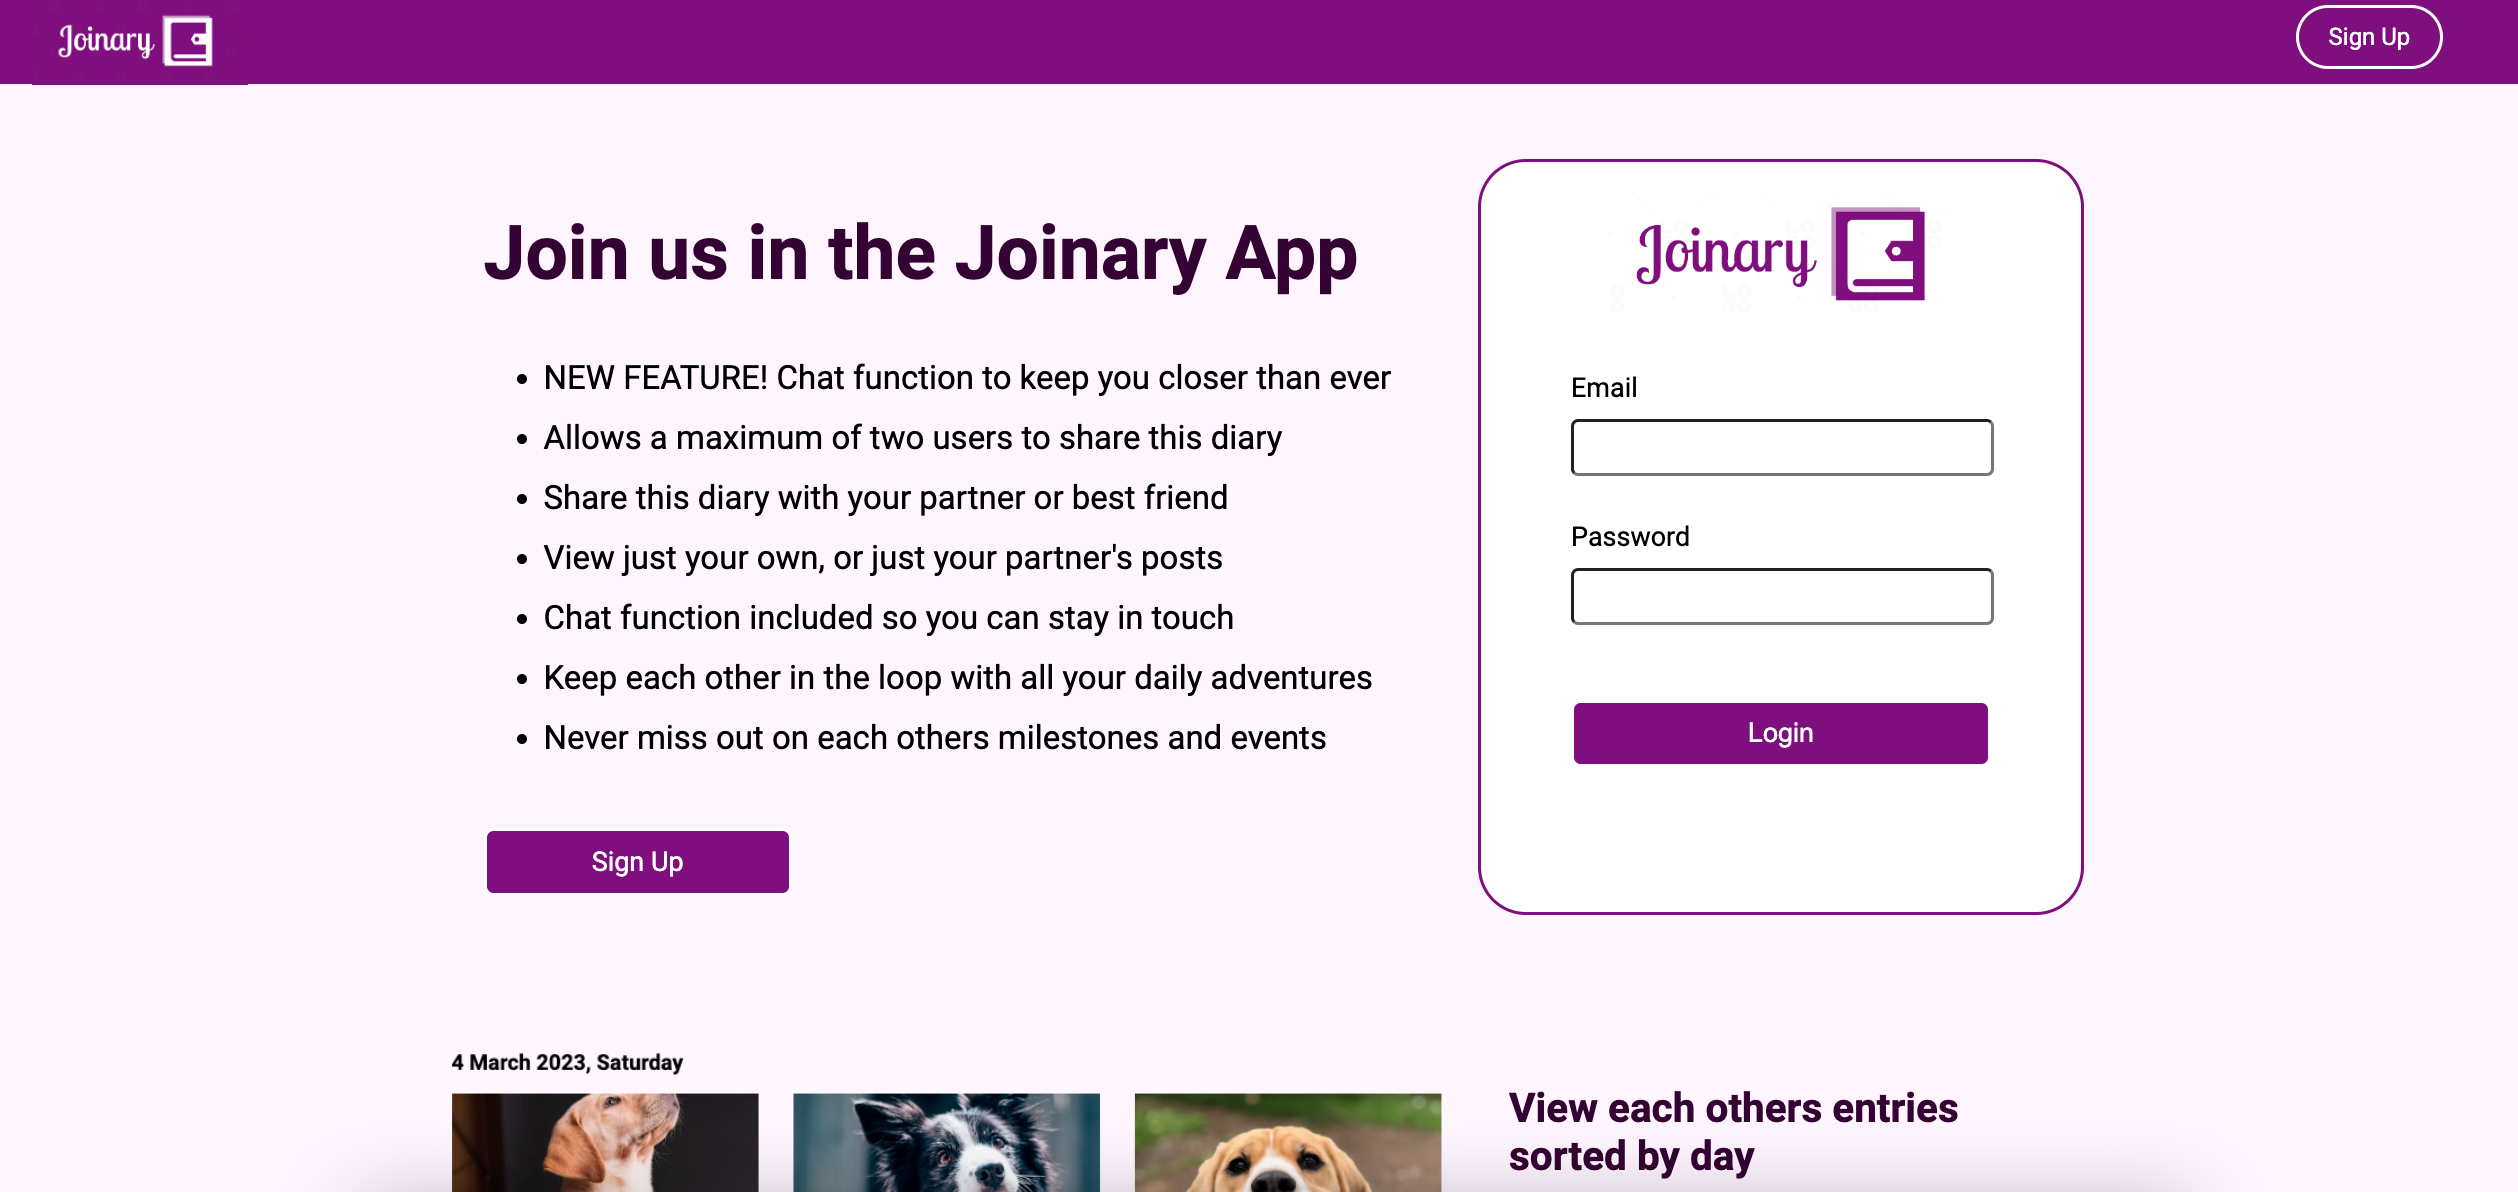 Joinary
Sign Up
Join us in the Joinary App
• NEW FEATURE! Chat function to keep you closer than ever
• Allows a maximum of two users to share this diary
• Share this diary with your partner or best friend
• View just your own, or just your partner's posts
• Chat function included so you can stay in touch
• Keep each other in the loop with all your daily adventures
• Never miss out on each others milestones and events
Sign Up
Joinary
Email
Password
Login
4 March 2023, Saturday
View each others entries
sorted by day